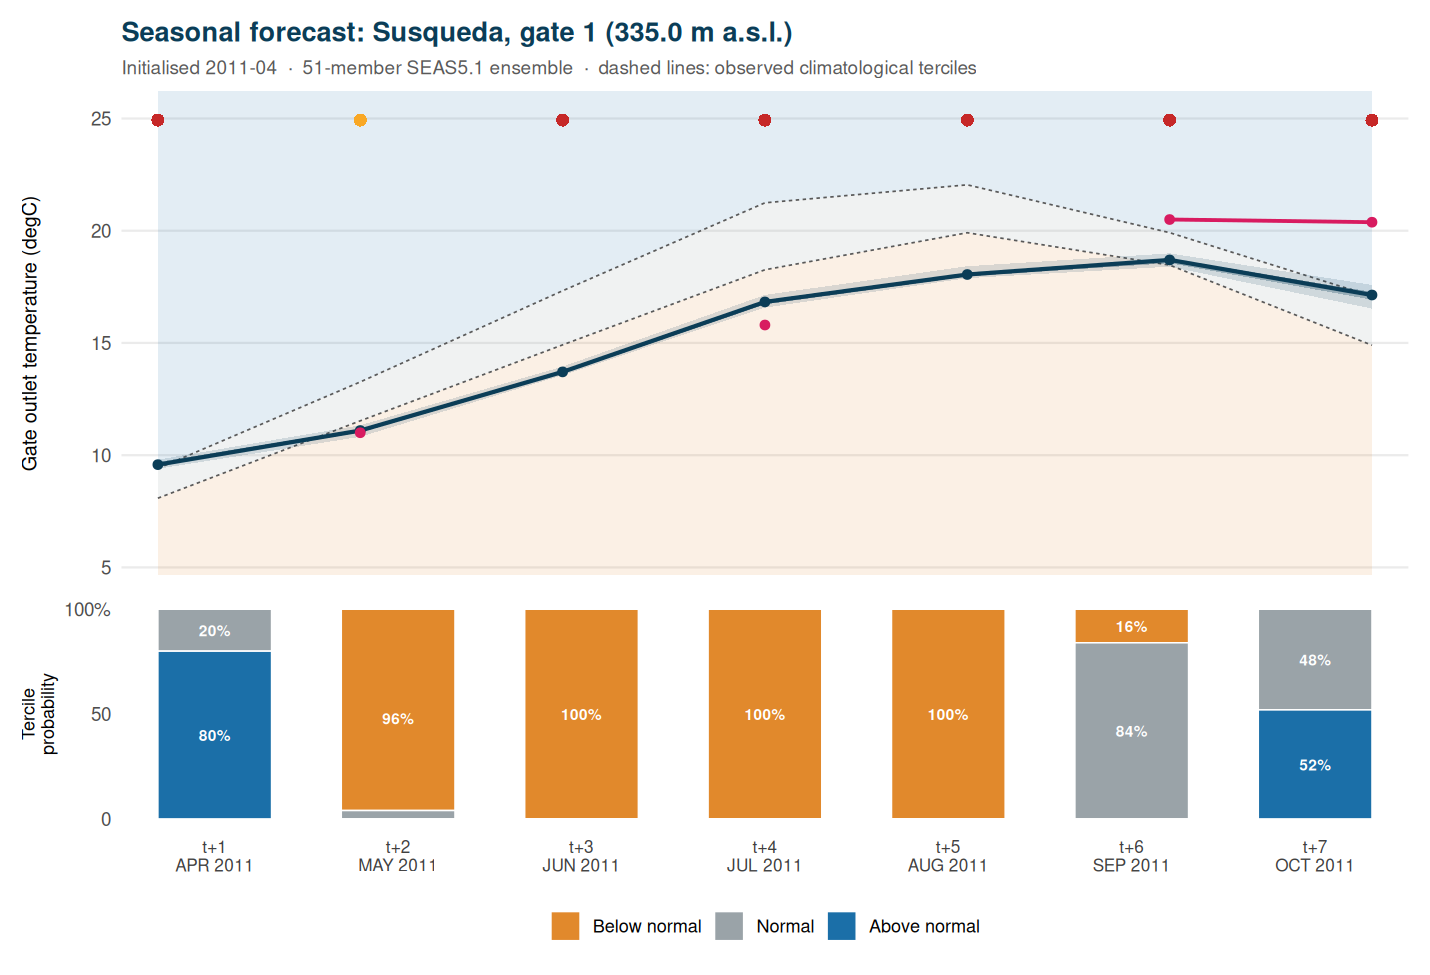 Seasonal forecast: Susqueda, gate 1 (335.0 m a.s.l.)
Initialised 2011-04 · 51-member SEAS5.1 ensemble · dashed lines: observed climatological terciles
Gate outlet temperature (degC)
25
20
15
10
5
Tercile
probability
100%
50
0
20%
80%
96%
100%
100%
100%
16%
84%
48%
52%
t+1
APR 2011
t+2
MAY 2011
t+3
JUN 2011
t+4
JUL 2011
t+5
AUG 2011
t+6
SEP 2011
t+7
OCT 2011
Below normal
Normal
Above normal